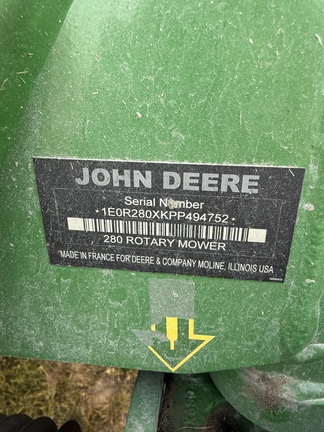 JOHN DEERE
Serial Number
•1E0R280XKPP494752•
280 ROTARY MOWER
"MADE IN FRANCE FOR DEERE & COMPANY MOLINE, ILLINOIS USA